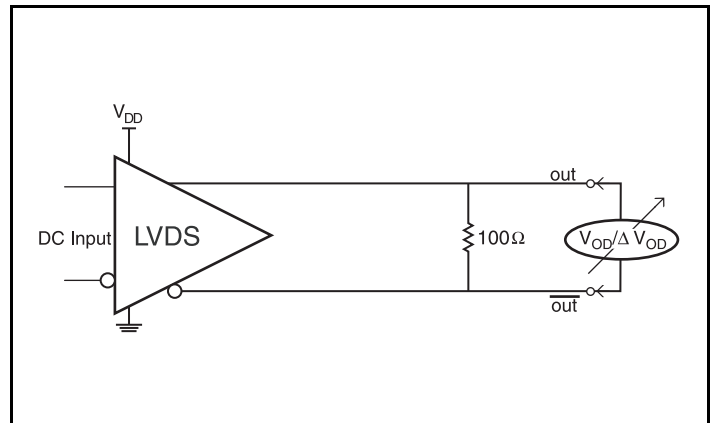 V_DD
out
DC Input
LVDS
100Ω
V_OD/Δ V_OD
out